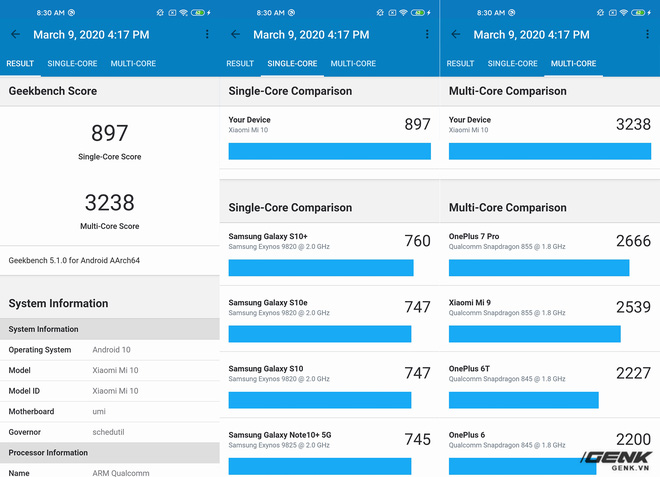 8:30 AM
March 9, 2020 4:17 PM
RESULT SINGLE-CORE MULTI-CORE
Geekbench Score
897
Single-Core Score
3238
Multi-Core Score
Geekbench 5.1.0 for Android AArch64
System Information
System Information
Operating System Android 10
Model Xiaomi Mi 10
Model ID Xiaomi Mi 10
Motherboard umi
Governor schedutil
Processor Information
Name ARM Qualcomm
8:30 AM
March 9, 2020 4:17 PM
RESULT SINGLE-CORE MULTI-CORE
Single-Core Comparison
Your Device
Xiaomi Mi 10
897
Single-Core Comparison
Samsung Galaxy S10+
Samsung Exynos 9820 @ 2.0 GHz
760
Samsung Galaxy S10e
Samsung Exynos 9820 @ 2.0 GHz
747
Samsung Galaxy S10
Samsung Exynos 9820 @ 2.0 GHz
747
Samsung Galaxy Note10+ 5G
Samsung Exynos 9825 @ 2.0 GHz
745
8:30 AM
March 9, 2020 4:17 PM
RESULT SINGLE-CORE MULTI-CORE
Multi-Core Comparison
Your Device
Xiaomi Mi 10
3238
Multi-Core Comparison
OnePlus 7 Pro
Qualcomm Snapdragon 855 @ 1.8 GHz
2666
Xiaomi Mi 9
Qualcomm Snapdragon 855 @ 1.8 GHz
2539
OnePlus 6T
Qualcomm Snapdragon 845 @ 1.8 GHz
2227
OnePlus 6
Qualcomm Snapdragon 845 @ 1.8 GHz
2200
GENK
GENK.VN